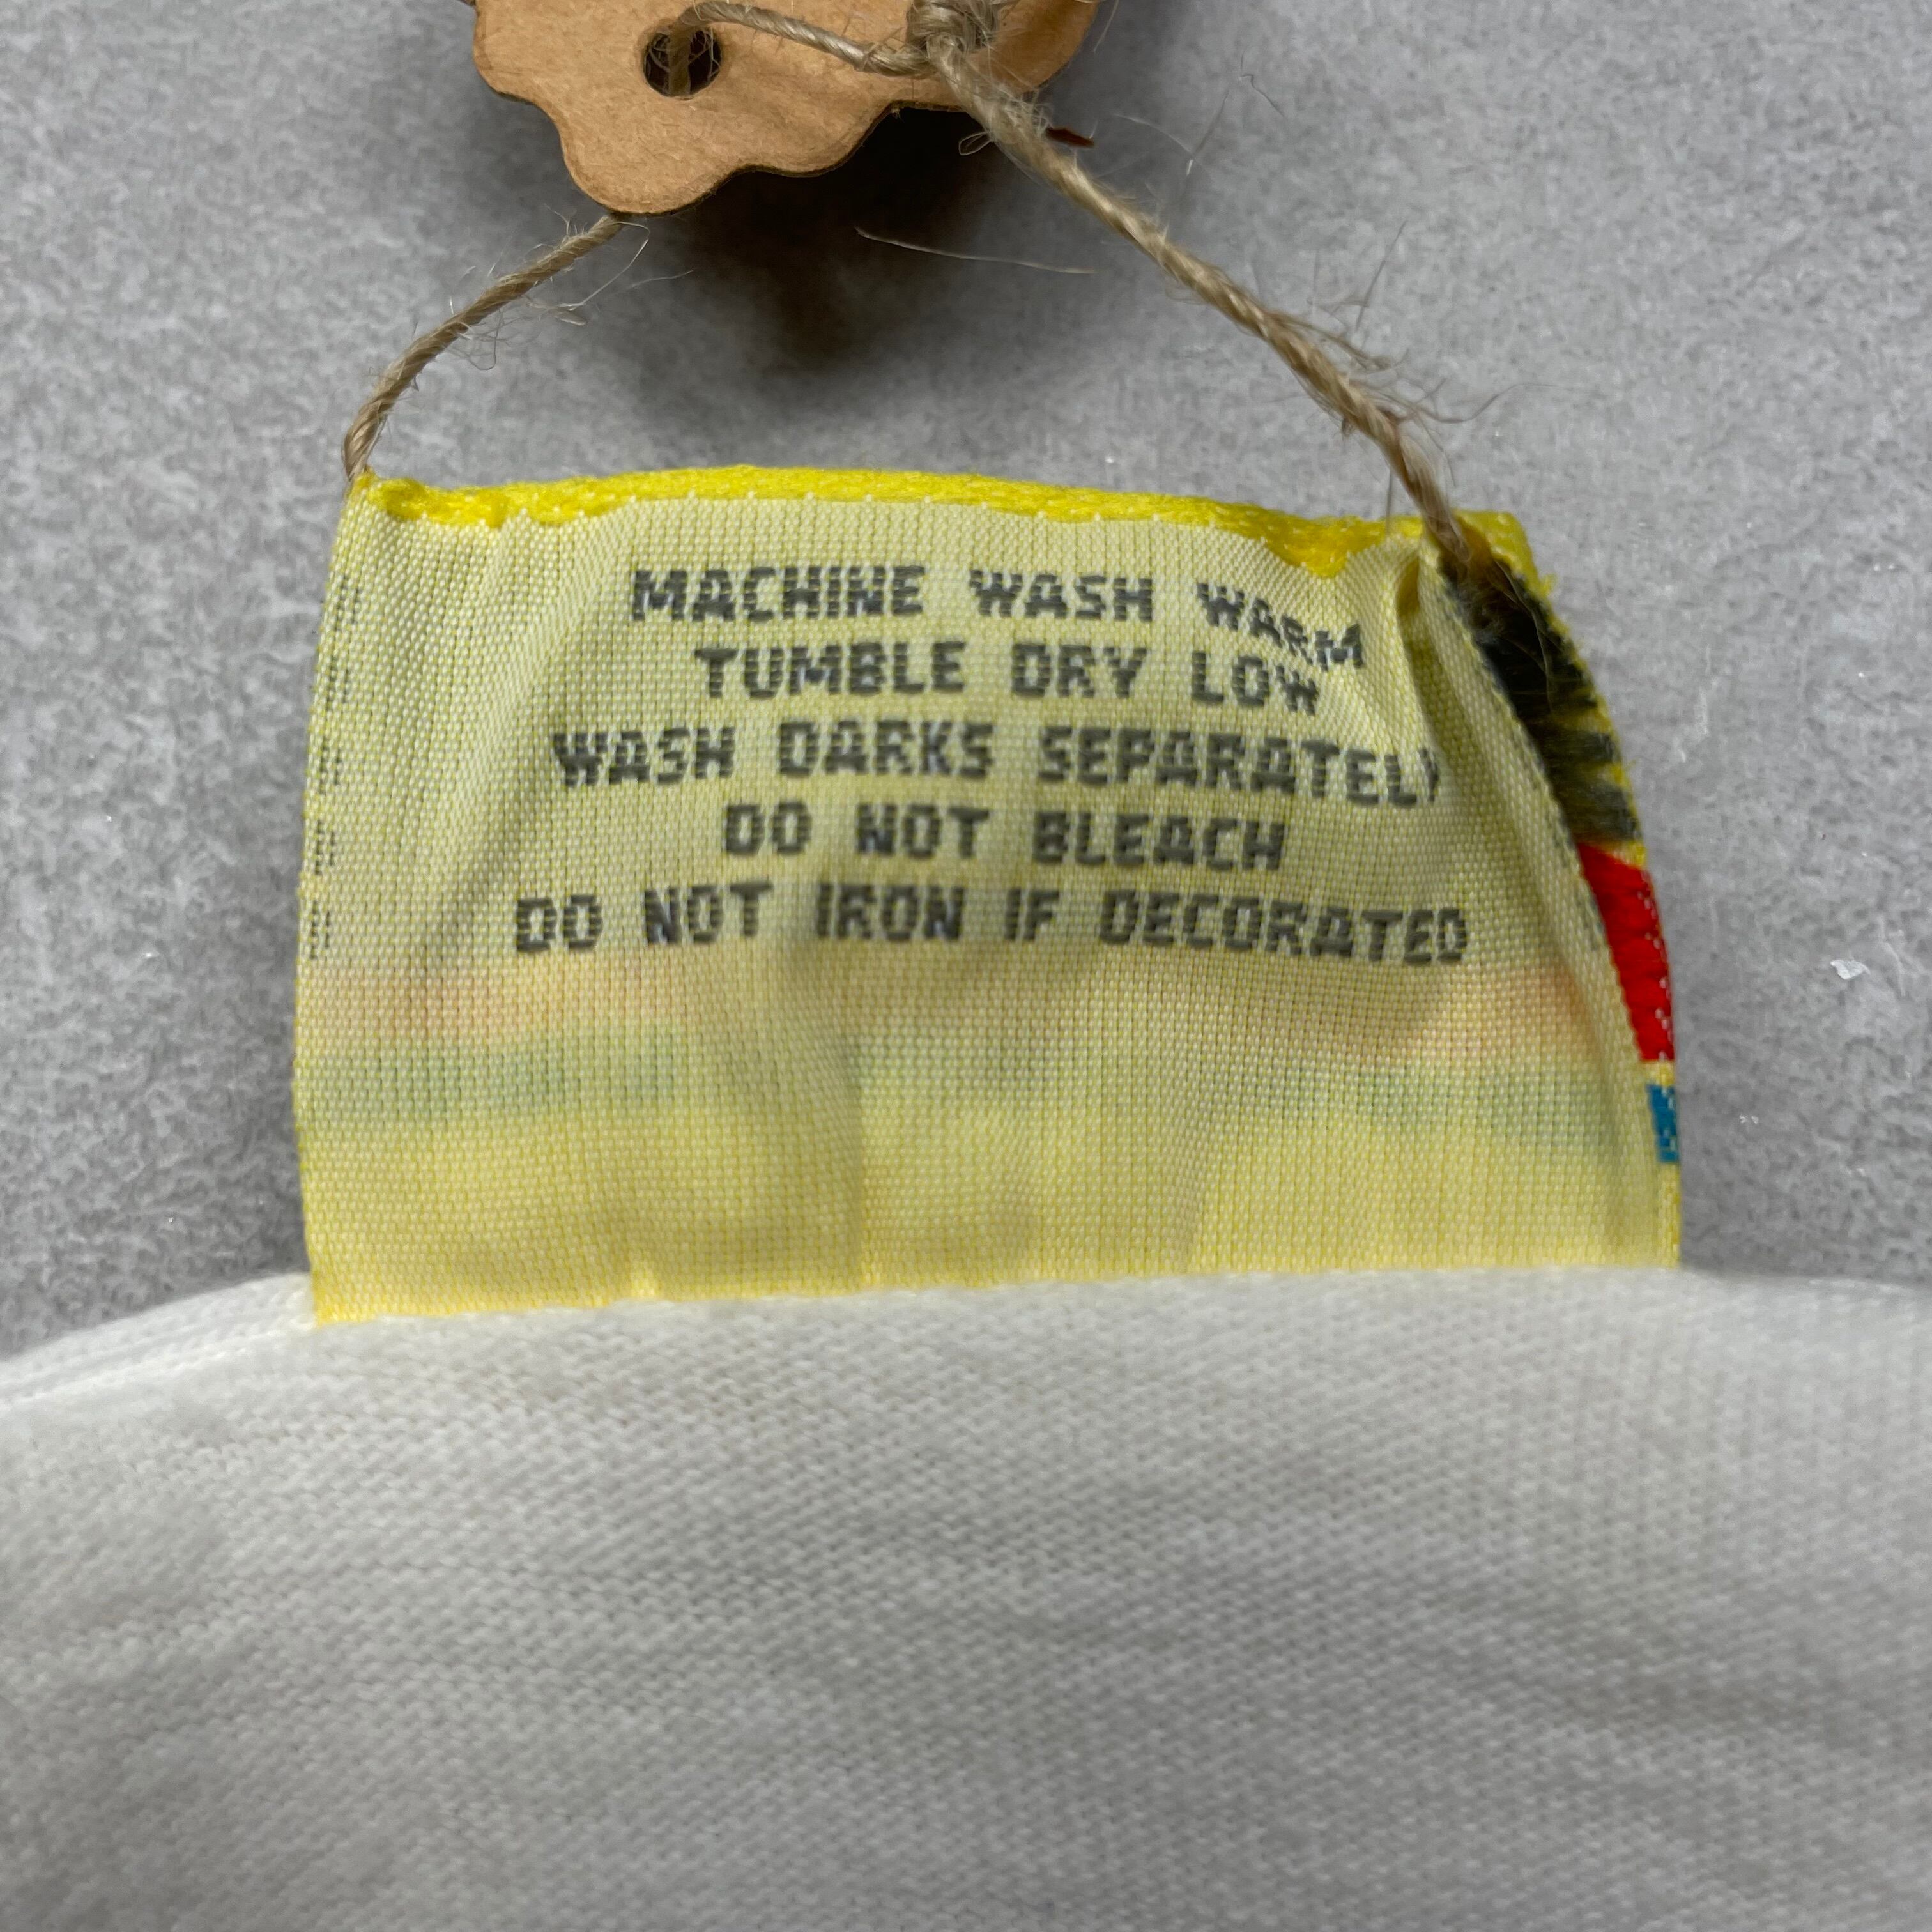 MACHINE WASH WARM
TUMBLE DRY LOW
WASH DARKS SEPARATELY
DO NOT BLEACH
DO NOT IRON IF DECORATED